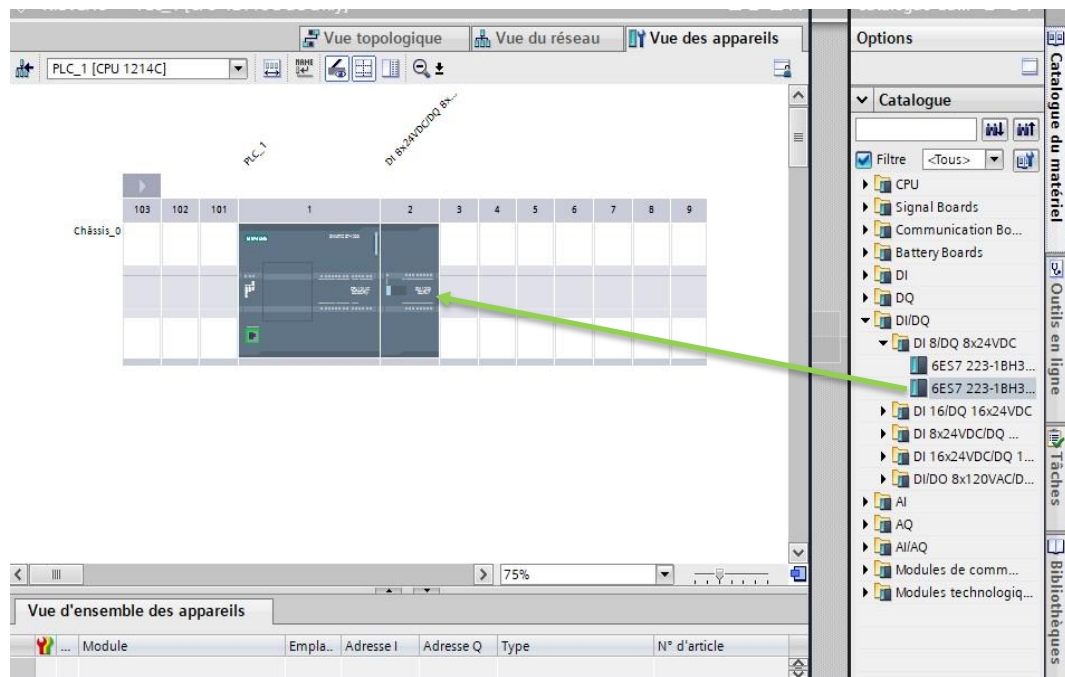 Vue topologique
Vue du réseau
Vue des appareils
PLC_1 [CPU 1214C]
PLC_1
DI 8x24VDC/DQ 8x...
103 102 101 1 2 3 4 5 6 7 8 9
Châssis_0
SIEMENS
75%
Vue d'ensemble des appareils
... Module Empla.. Adresse I Adresse Q Type N° d'article
Options
Catalogue
Filtre <Tous>
CPU
Signal Boards
Communication Bo...
Battery Boards
DI
DQ
DI/DQ
DI 8/DQ 8x24VDC
6ES7 223-1BH3...
6ES7 223-1BH3...
DI 16/DQ 16x24VDC
DI 8x24VDC/DQ ...
DI 16x24VDC/DQ 1...
DI/DO 8x120VAC/D...
AI
AQ
AI/AQ
Modules de comm...
Modules technologiq...
Catalogue du matériel
Outils en ligne
Tâches
Bibliothèques